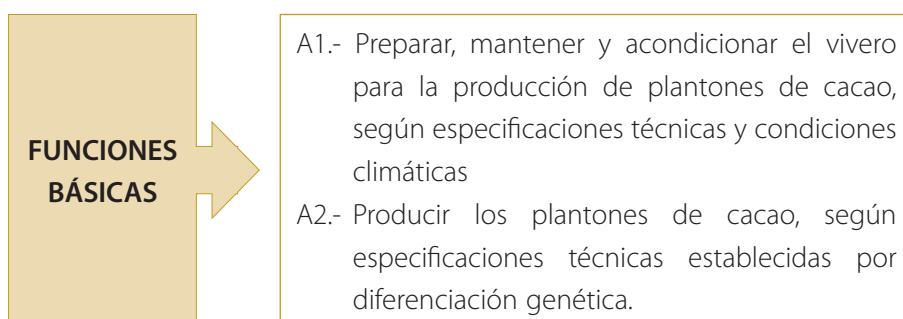 FUNCIONES
BÁSICAS
A1.- Preparar, mantener y acondicionar el vivero
para la producción de plantones de cacao,
según especificaciones técnicas y condiciones
climáticas
A2.- Producir los plantones de cacao, según
especificaciones técnicas establecidas por
diferenciación genética.